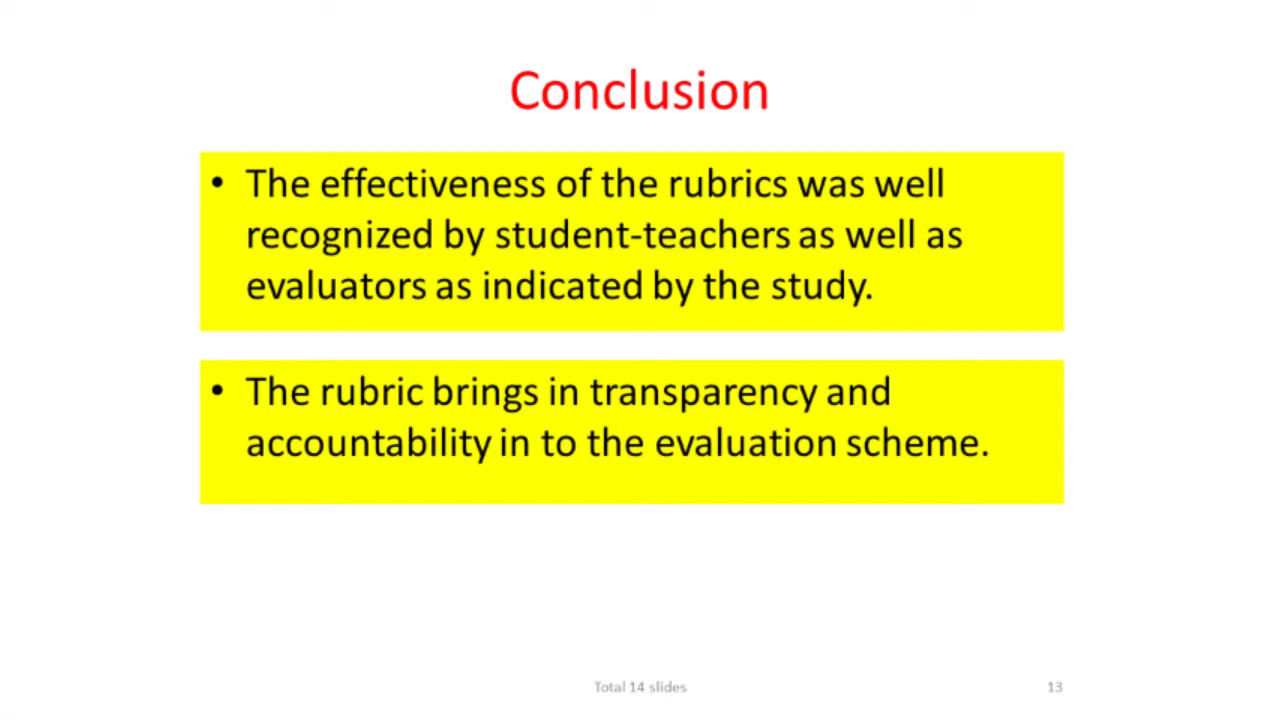 Conclusion
• The effectiveness of the rubrics was well
recognized by student-teachers as well as
evaluators as indicated by the study.
• The rubric brings in transparency and
accountability in to the evaluation scheme.
Total 14 slides
13